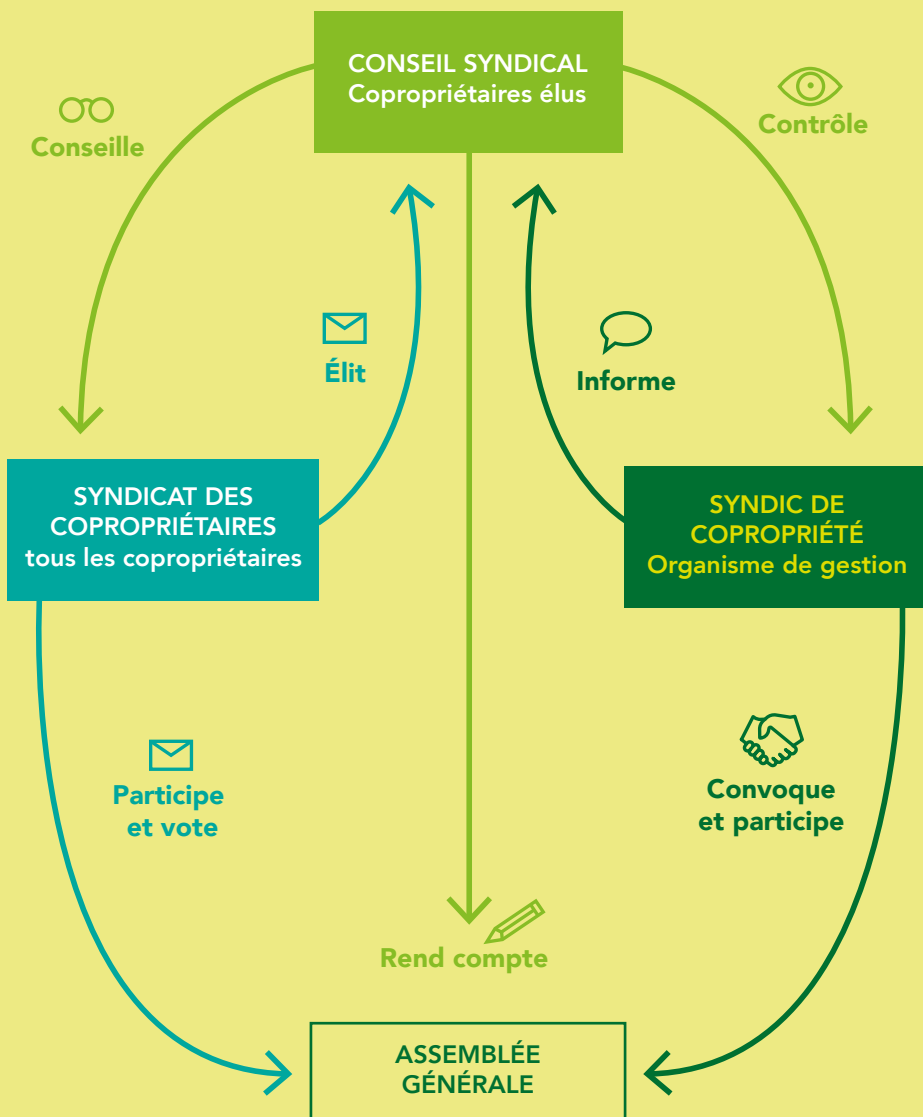 CONSEIL SYNDICAL
Copropriétaires élus
Conseille
Contrôle
Élit
Informe
SYNDICAT DES
COPROPRIÉTAIRES
tous les copropriétaires
SYNDIC DE
COPROPRIÉTÉ
Organisme de gestion
Participe
et vote
Convoque
et participe
Rend compte
ASSEMBLÉE
GÉNÉRALE